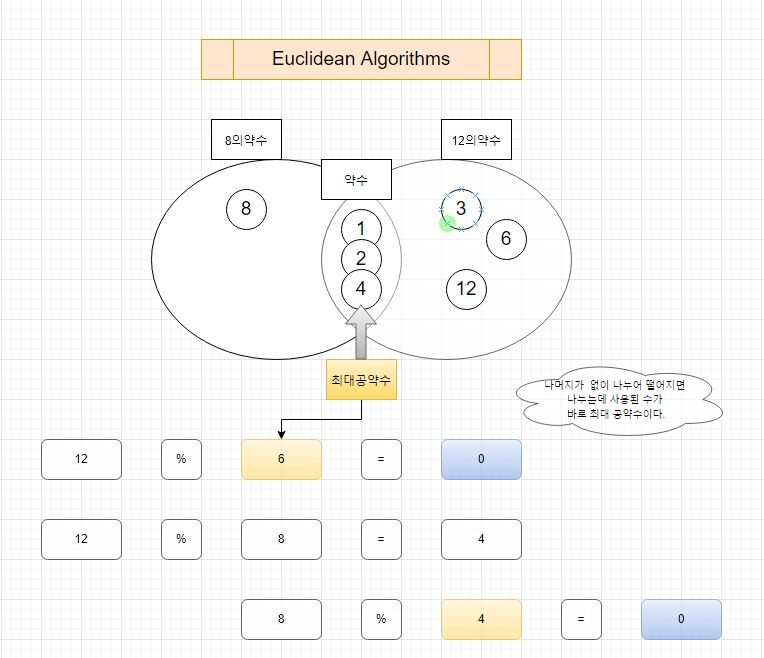 Euclidean Algorithms
8의약수
12의약수
약수
8
1
2
4
3
6
12
최대공약수
나머지가 없이 나누어 떨어지면
나누는데 사용된 수가
바로 최대 공약수이다.
12 % 6 = 0
12 % 8 = 4
8 % 4 = 0